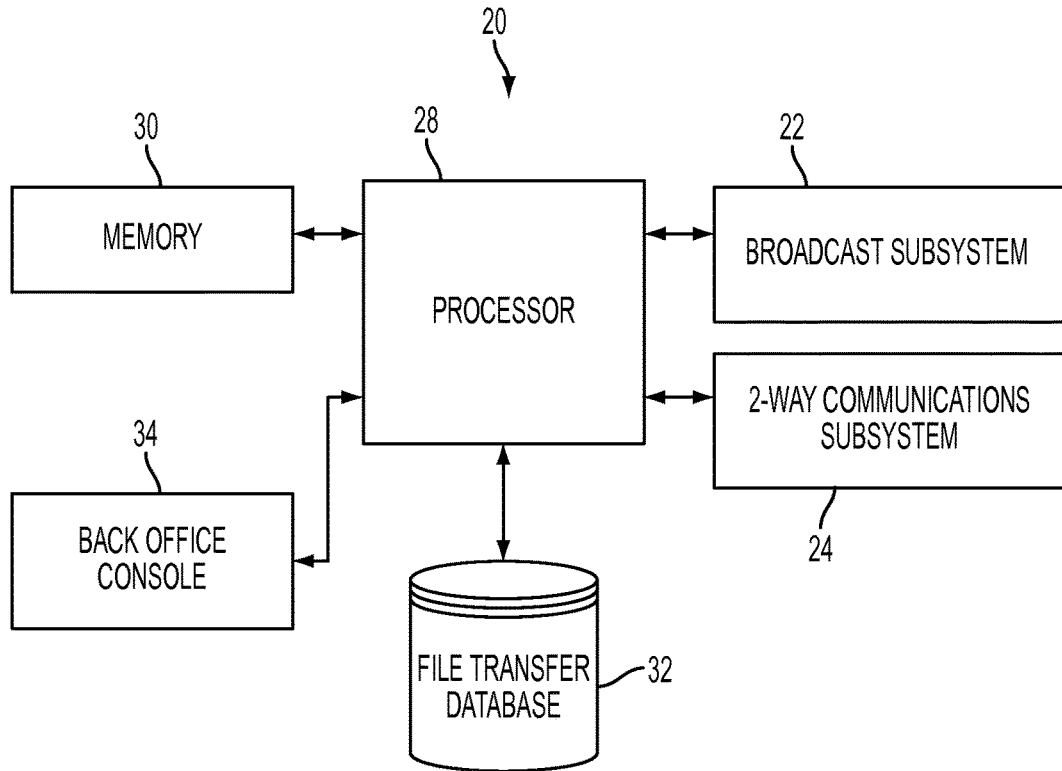 20
30
28
22
MEMORY
PROCESSOR
BROADCAST SUBSYSTEM
2-WAY COMMUNICATIONS
SUBSYSTEM
24
34
BACK OFFICE
CONSOLE
FILE TRANSFER
DATABASE
32